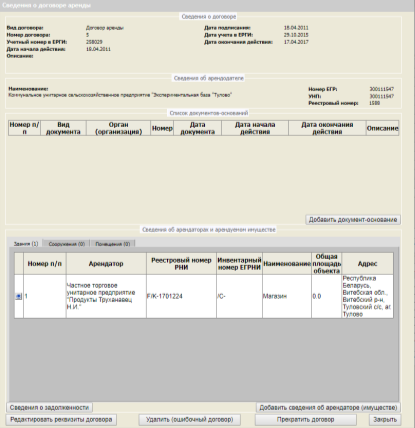 Сведения о договоре аренды
Сведения о договоре
Вид договора: Договор аренды Дата подписания: 18.04.2011
Номер договора: 5 Дата учета в ЕРГИ: 29.10.2015
Учетный номер в ЕРГИ: 208029 Дата окончания действия: 17.04.2017
Дата начала действия: 18.04.2011
Описание:
Сведения об арендодателе
Наименование: Номер ЕГР: 300111547
Коммунальное унитарное сельскохозяйственное предприятие "Экспериментальная база "Тулово" УНП: 300111547
Реестровый номер: 1588
Список документов-оснований
Номер п/п Вид документа Орган (организация) Номер Дата документа Дата начала действия Дата окончания действия Описание
Добавить документ-основание
Сведения об арендаторах и арендуемом имуществе
Здания (1) Сооружения (0) Помещения (0)
Номер п/п Арендатор Реестровый номер РНИ Инвентарный номер ЕГРНИ Наименование Общая площадь объекта Адрес
1 Частное торговое унитарное предприятие "Продукты Труханавец Н.И." F/K-1701224 /C- Магазин 0.0 Республика Беларусь, Витебская обл., Витебский р-н, Туловский с/с, аг. Тулово
Сведения о задолженности Добавить сведения об арендаторе (имуществе)
Редактировать реквизиты договора Удалить (ошибочный договор) Прекратить договор Закрыть